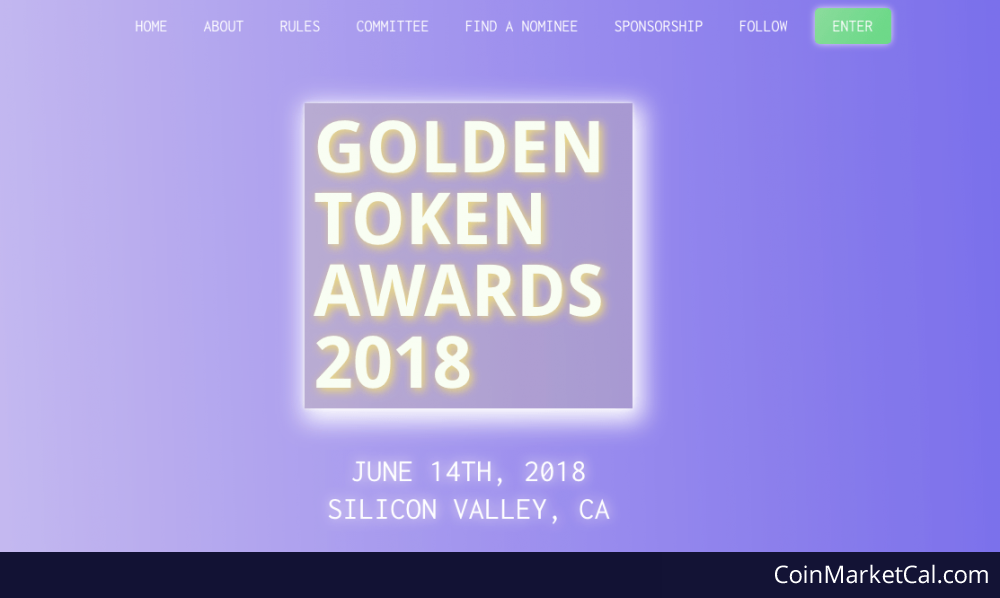 HOME ABOUT RULES COMMITTEE FIND A NOMINEE SPONSORSHIP FOLLOW ENTER
GOLDEN
TOKEN
AWARDS
2018
JUNE 14TH, 2018
SILICON VALLEY, CA
CoinMarketCal.com